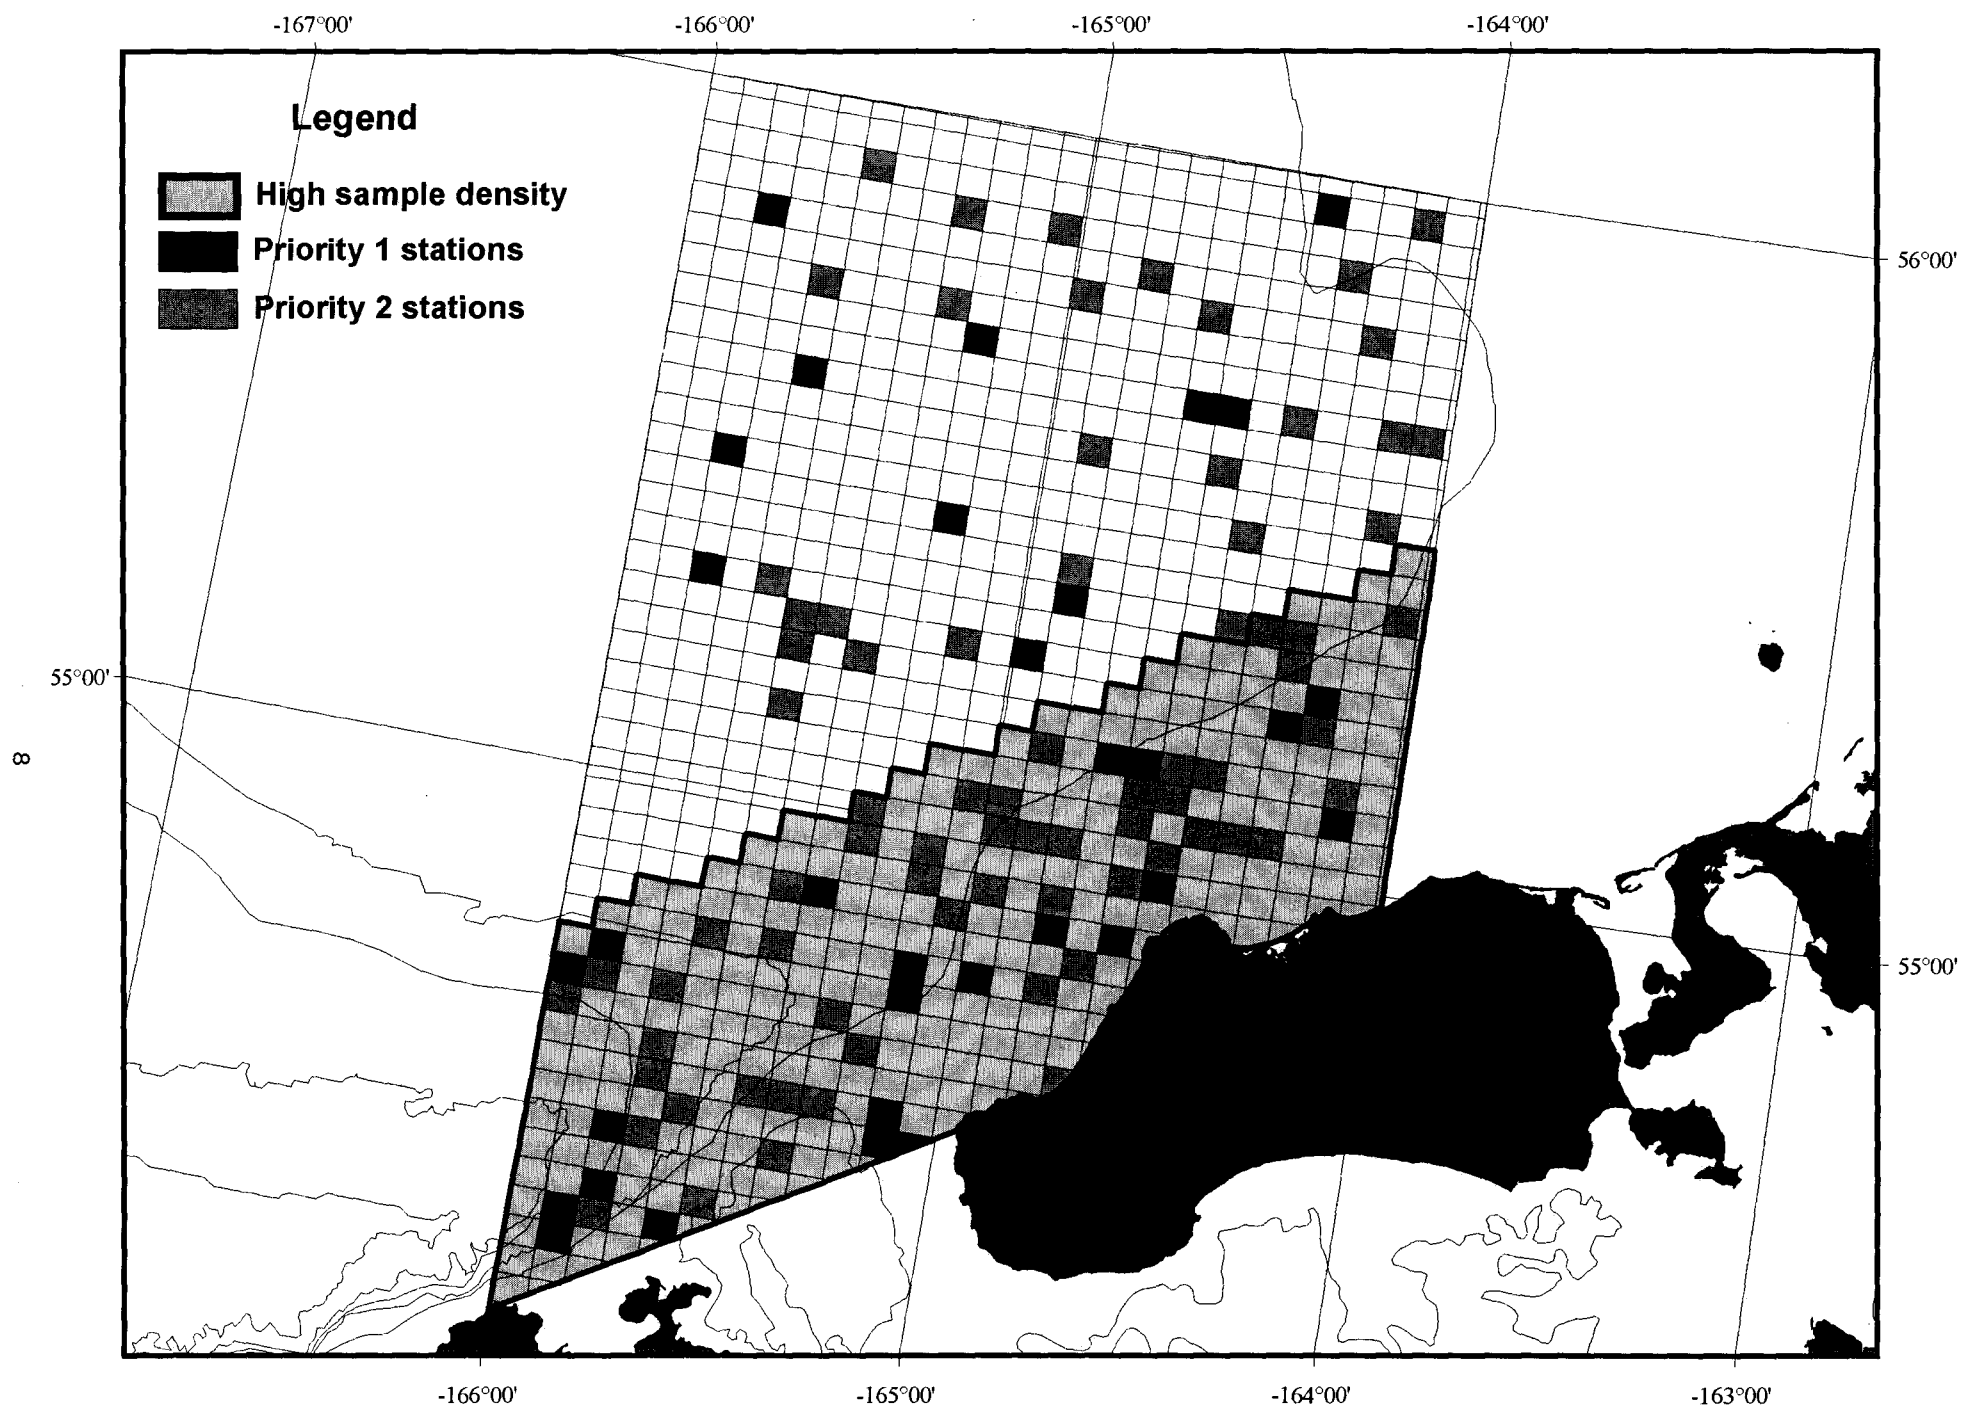 -167°00' -166°00' -165°00' -164°00'
Legend
High sample density
Priority 1 stations
Priority 2 stations
56°00'
55°00'
8
55°00'
-166°00' -165°00' -164°00' -163°00'